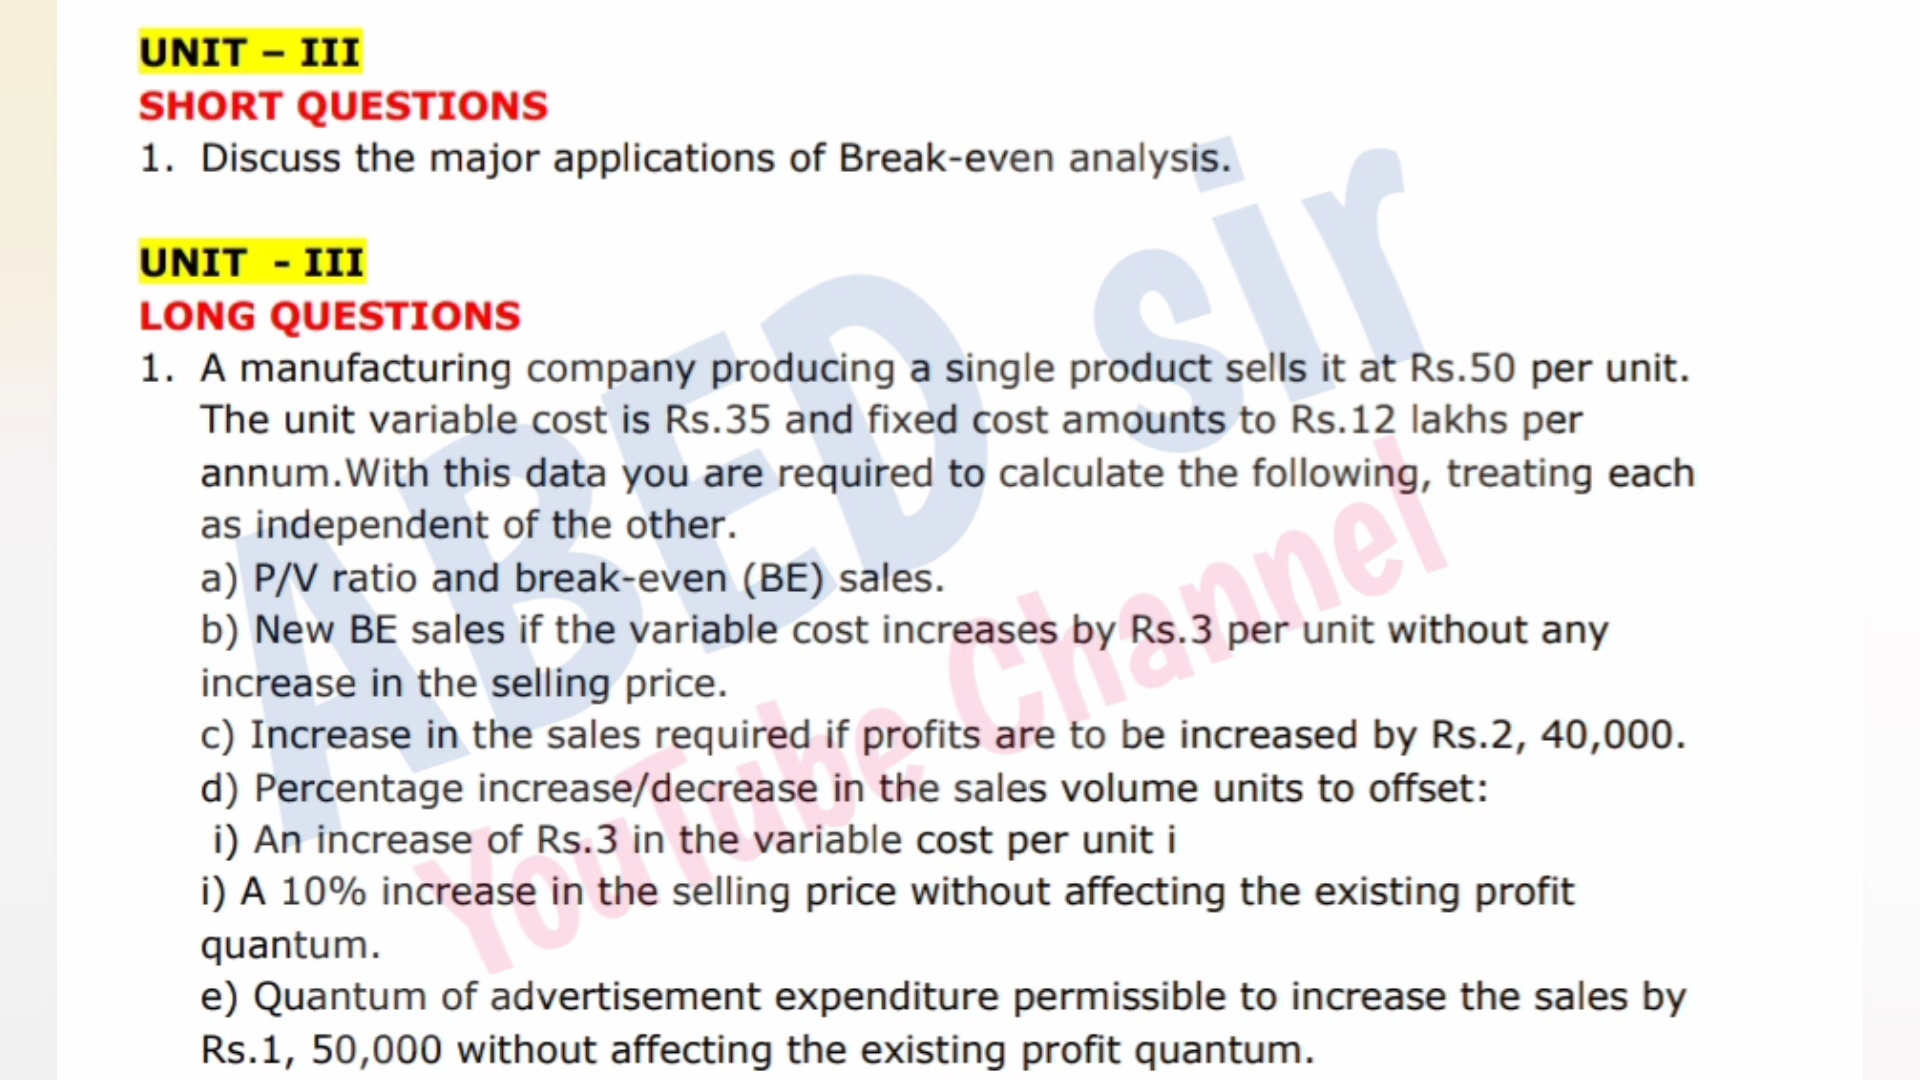 UNIT – III
SHORT QUESTIONS
1. Discuss the major applications of Break-even analysis.
UNIT - III
LONG QUESTIONS
1. A manufacturing company producing a single product sells it at Rs.50 per unit.
The unit variable cost is Rs.35 and fixed cost amounts to Rs.12 lakhs per
annum.With this data you are required to calculate the following, treating each
as independent of the other.
a) P/V ratio and break-even (BE) sales.
b) New BE sales if the variable cost increases by Rs.3 per unit without any
increase in the selling price.
c) Increase in the sales required if profits are to be increased by Rs.2, 40,000.
d) Percentage increase/decrease in the sales volume units to offset:
i) An increase of Rs.3 in the variable cost per unit i
i) A 10% increase in the selling price without affecting the existing profit
quantum.
e) Quantum of advertisement expenditure permissible to increase the sales by
Rs.1, 50,000 without affecting the existing profit quantum.
ABED sir
YouTube Channel